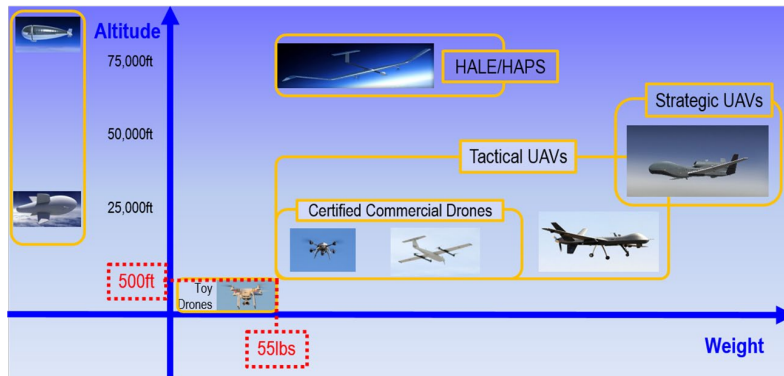 Altitude
75,000ft
HALE/HAPS
Strategic UAVs
50,000ft
Tactical UAVs
25,000ft
Certified Commercial Drones
500ft
Toy
Drones
55lbs
Weight